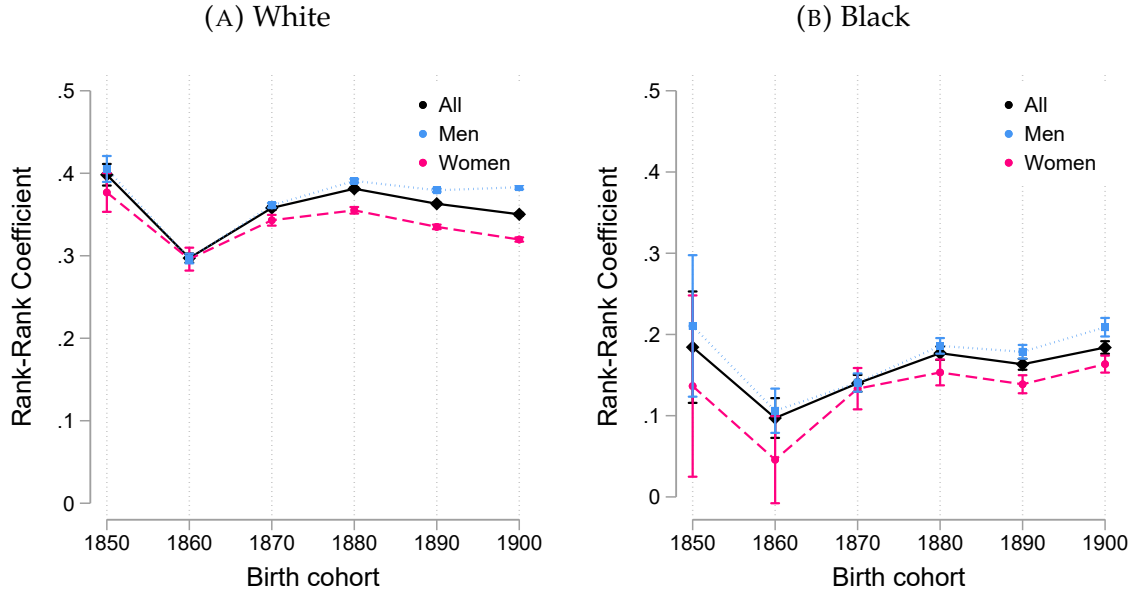 (A) White
.5
.4
.3
.2
.1
0
Rank-Rank Coefficient
All
Men
Women
1850 1860 1870 1880 1890 1900
Birth cohort
(B) Black
.5
.4
.3
.2
.1
0
Rank-Rank Coefficient
All
Men
Women
1850 1860 1870 1880 1890 1900
Birth cohort